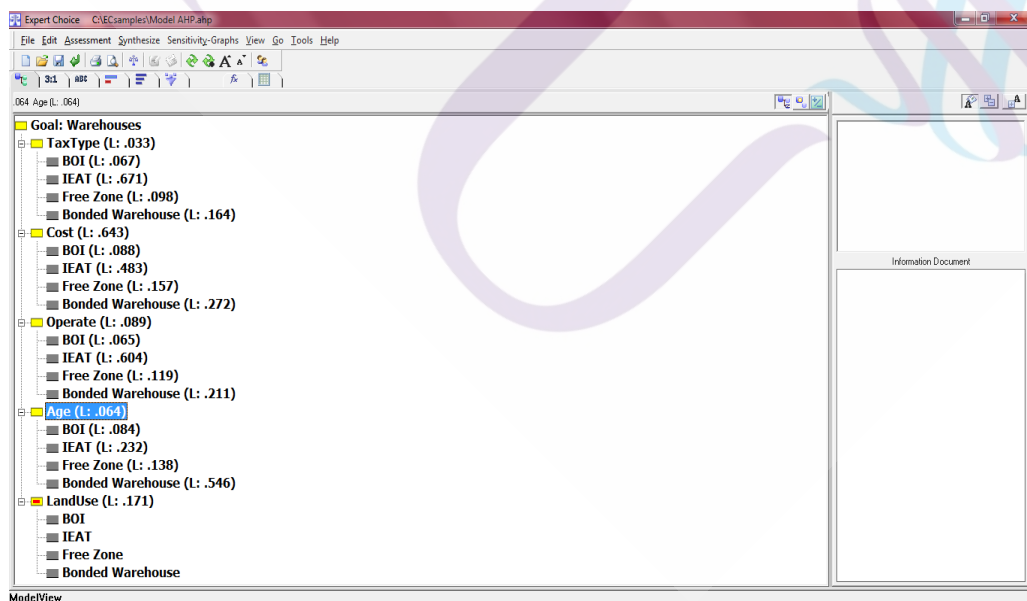 Expert Choice C:\ECsamples\Model AHP.ahp
File Edit Assessment Synthesize Sensitivity-Graphs View Go Tools Help
3:1 ABC fx
.064 Age (L: .064)
Goal: Warehouses
TaxType (L: .033)
BOI (L: .067)
IEAT (L: .671)
Free Zone (L: .098)
Bonded Warehouse (L: .164)
Cost (L: .643)
BOI (L: .088)
IEAT (L: .483)
Free Zone (L: .157)
Bonded Warehouse (L: .272)
Operate (L: .089)
BOI (L: .065)
IEAT (L: .604)
Free Zone (L: .119)
Bonded Warehouse (L: .211)
Age (L: .064)
BOI (L: .084)
IEAT (L: .232)
Free Zone (L: .138)
Bonded Warehouse (L: .546)
LandUse (L: .171)
BOI
IEAT
Free Zone
Bonded Warehouse
Information Document
ModelView